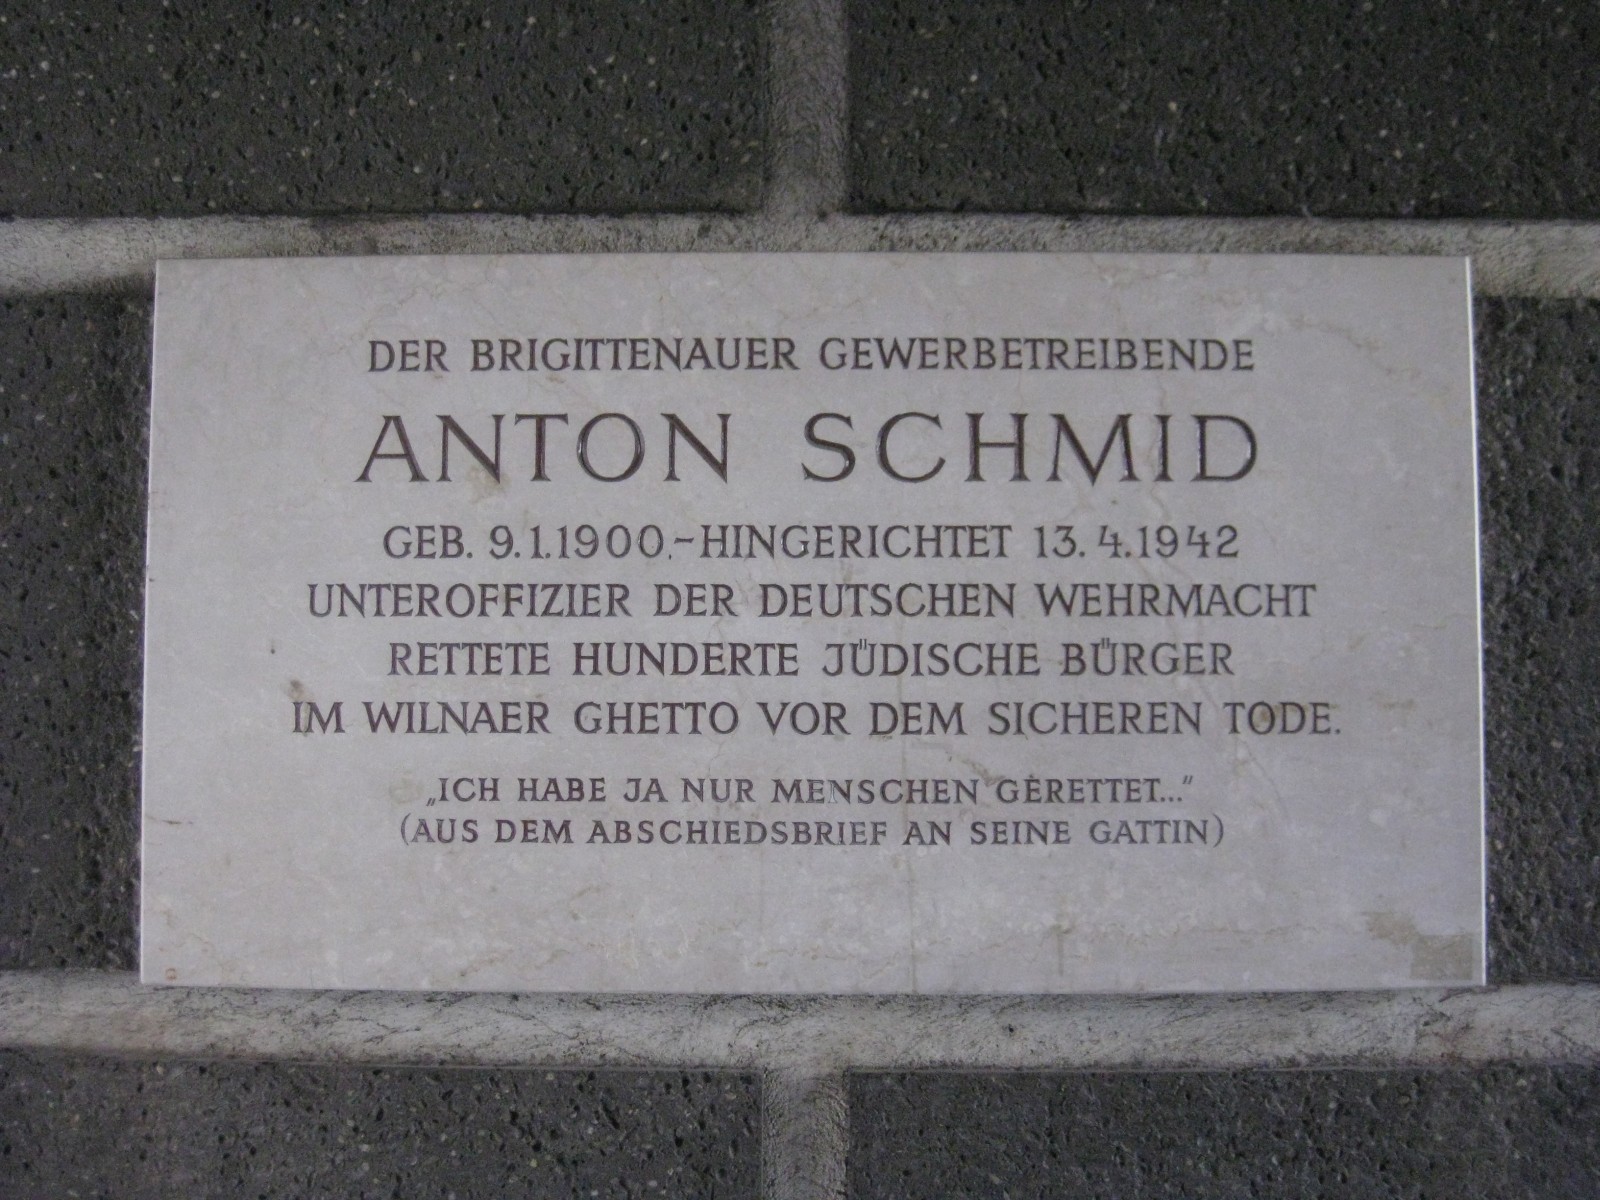 DER BRIGITTENAUER GEWERBETREIBENDE
ANTON SCHMID
GEB. 9.1.1900.-HINGERICHTET 13.4.1942
UNTEROFFIZIER DER DEUTSCHEN WEHRMACHT
RETTETE HUNDERTE JÜDISCHE BÜRGER
IM WILNAER GHETTO VOR DEM SICHEREN TODE.
„ICH HABE JA NUR MENSCHEN GERETTET..."
(AUS DEM ABSCHIEDSBRIEF AN SEINE GATTIN)